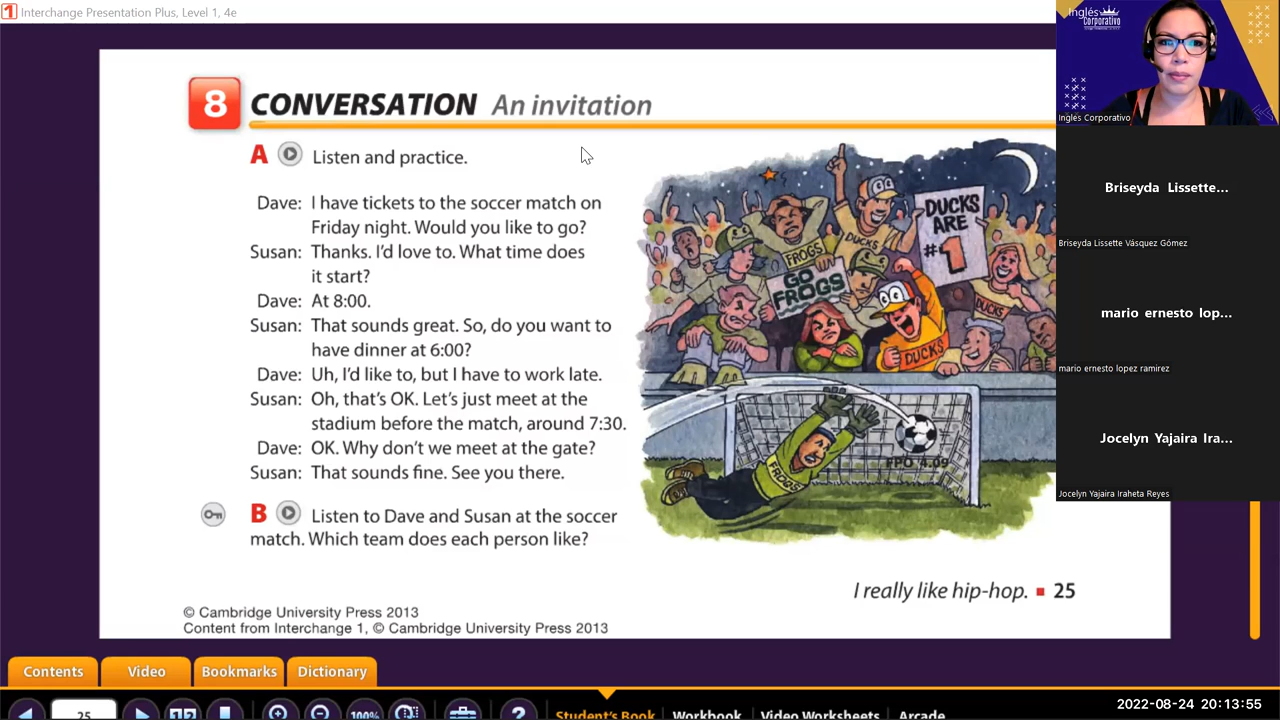 Interchange Presentation Plus, Level 1, 4e
8 CONVERSATION An invitation
A Listen and practice.
Dave: I have tickets to the soccer match on
Friday night. Would you like to go?
Susan: Thanks. I'd love to. What time does
it start?
Dave: At 8:00.
Susan: That sounds great. So, do you want to
have dinner at 6:00?
Dave: Uh, I'd like to, but I have to work late.
Susan: Oh, that's OK. Let's just meet at the
stadium before the match, around 7:30.
Dave: OK. Why don't we meet at the gate?
Susan: That sounds fine. See you there.
B Listen to Dave and Susan at the soccer
match. Which team does each person like?
DUCKS
ARE
#1
DUCKS
FROGS
GO
FROGS
DUCKS
DUCKS
FROGS
I really like hip-hop. 25
© Cambridge University Press 2013
Content from Interchange 1, © Cambridge University Press 2013
Inglés
Corporativo
Inglés Corporativo
Briseyda Lissette...
Briseyda Lissette Vásquez Gómez
mario ernesto lop...
mario ernesto lopez ramirez
Jocelyn Yajaira Ira...
Jocelyn Yajaira Iraheta Reyes
Contents Video Bookmarks Dictionary
25 100% ? Student's Book Workbook Video Worksheets Arcade
2022-08-24 20:13:55